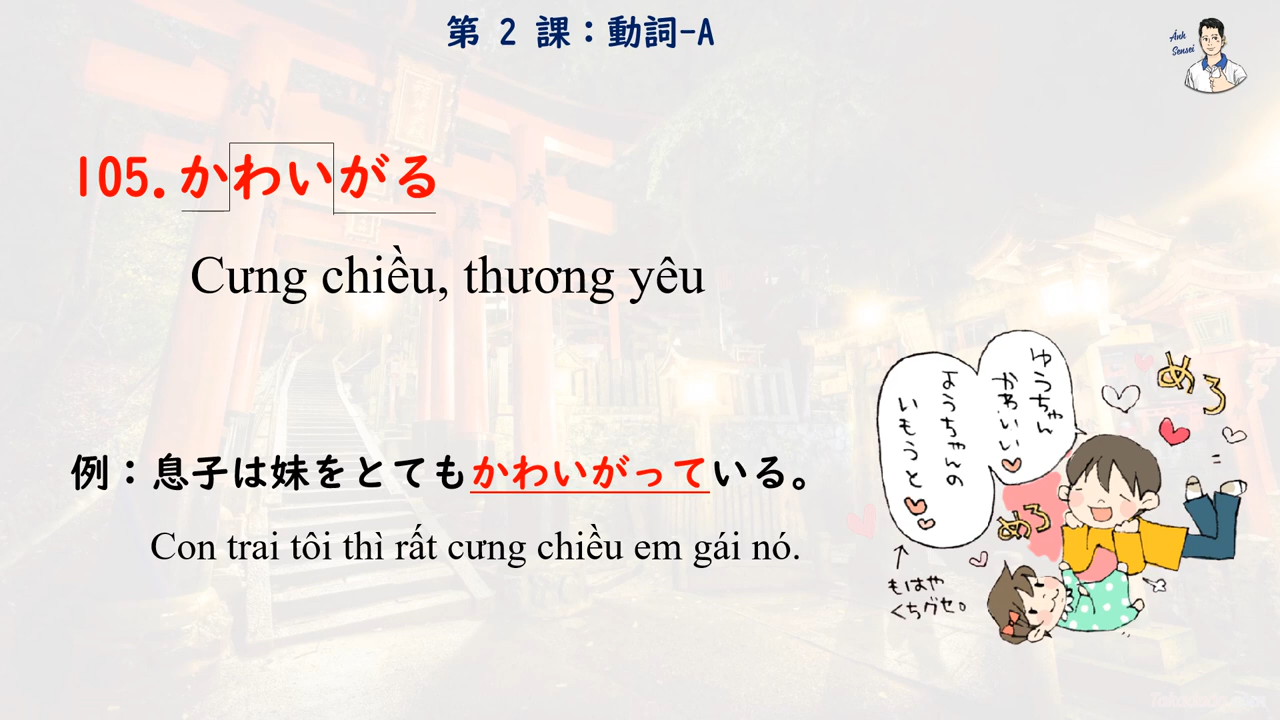 第 2 課：動詞-A
Ánh
Sensei
105.かわいがる
Cưng chiều, thương yêu
例：息子は妹をとてもかわいがっている。
Con trai tôi thì rất cưng chiều em gái nó.
ゆうちゃん
かわいい
ようちゃんの
いもうと
めろ
めろ
もはや
くちグセ。